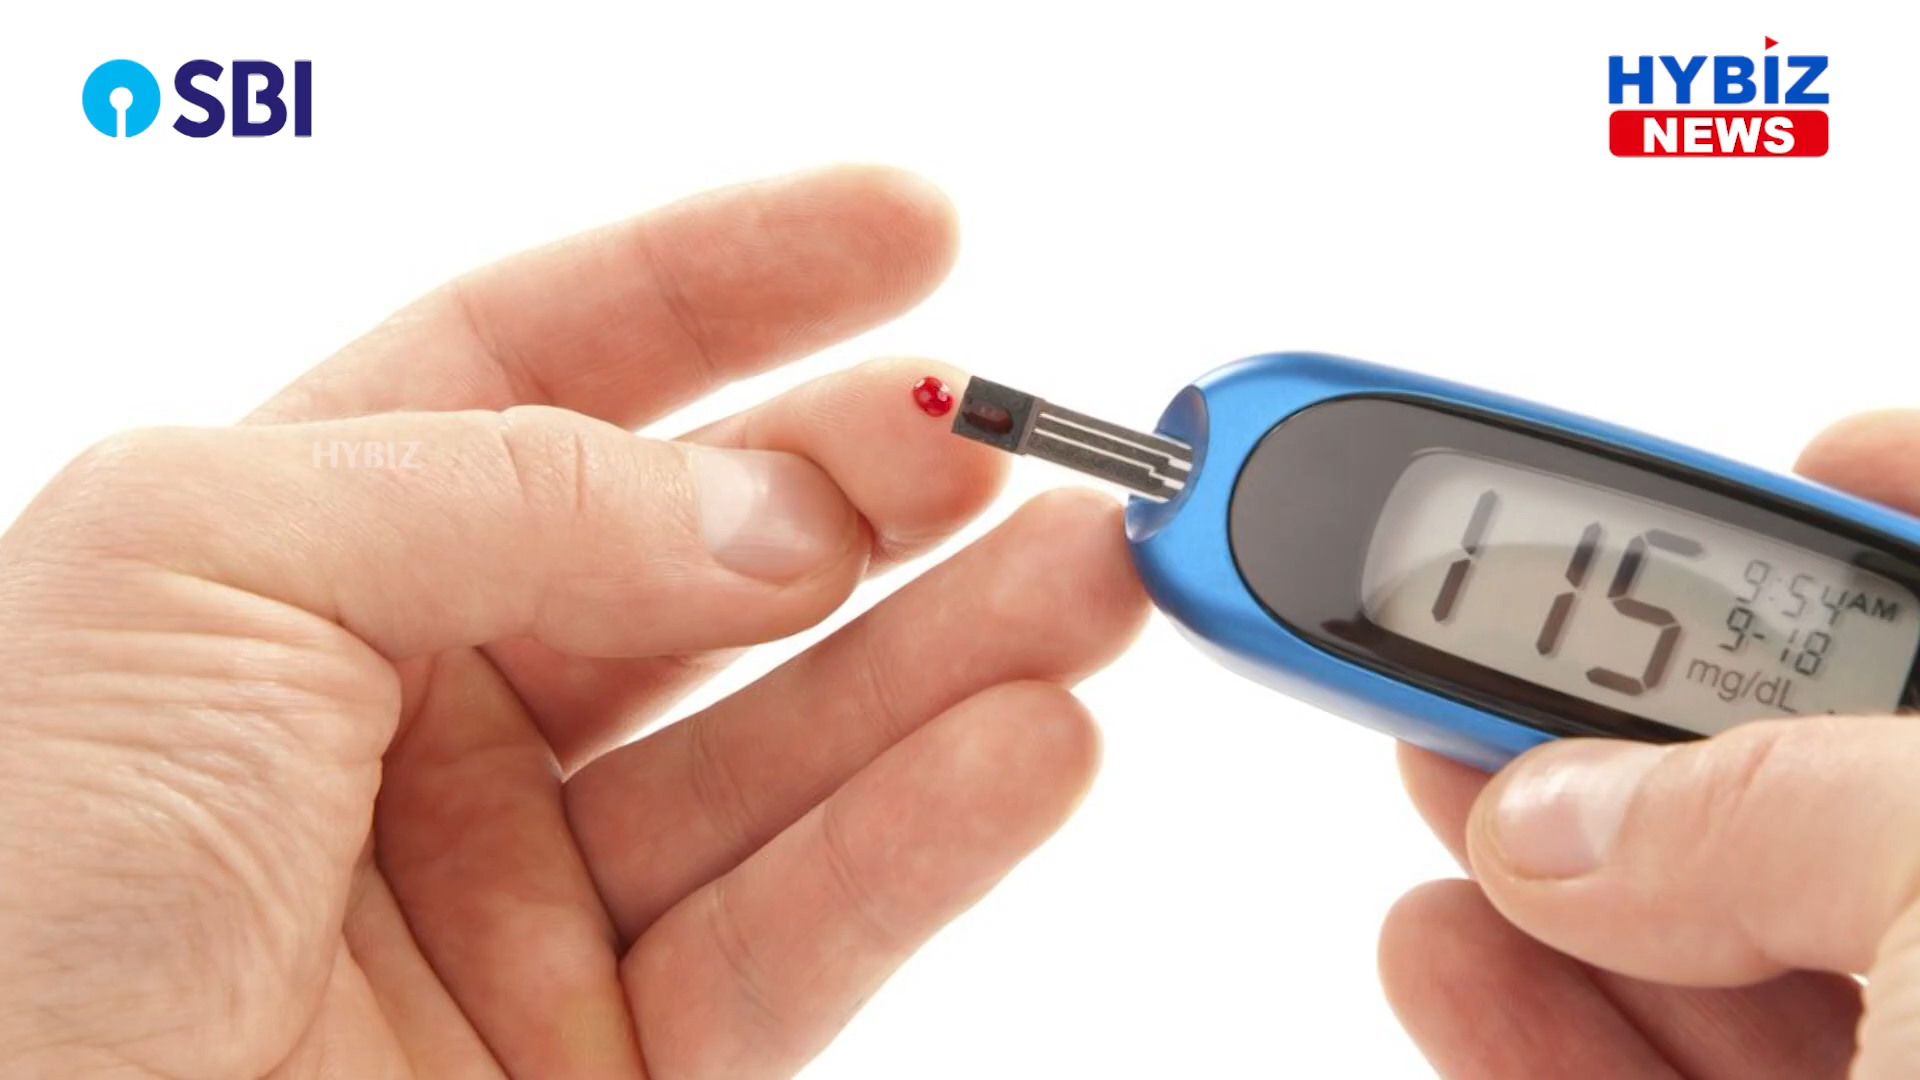 SBI
HYBIZ
NEWS
HYBIZ
115
9:54AM
9-18
mg/dL